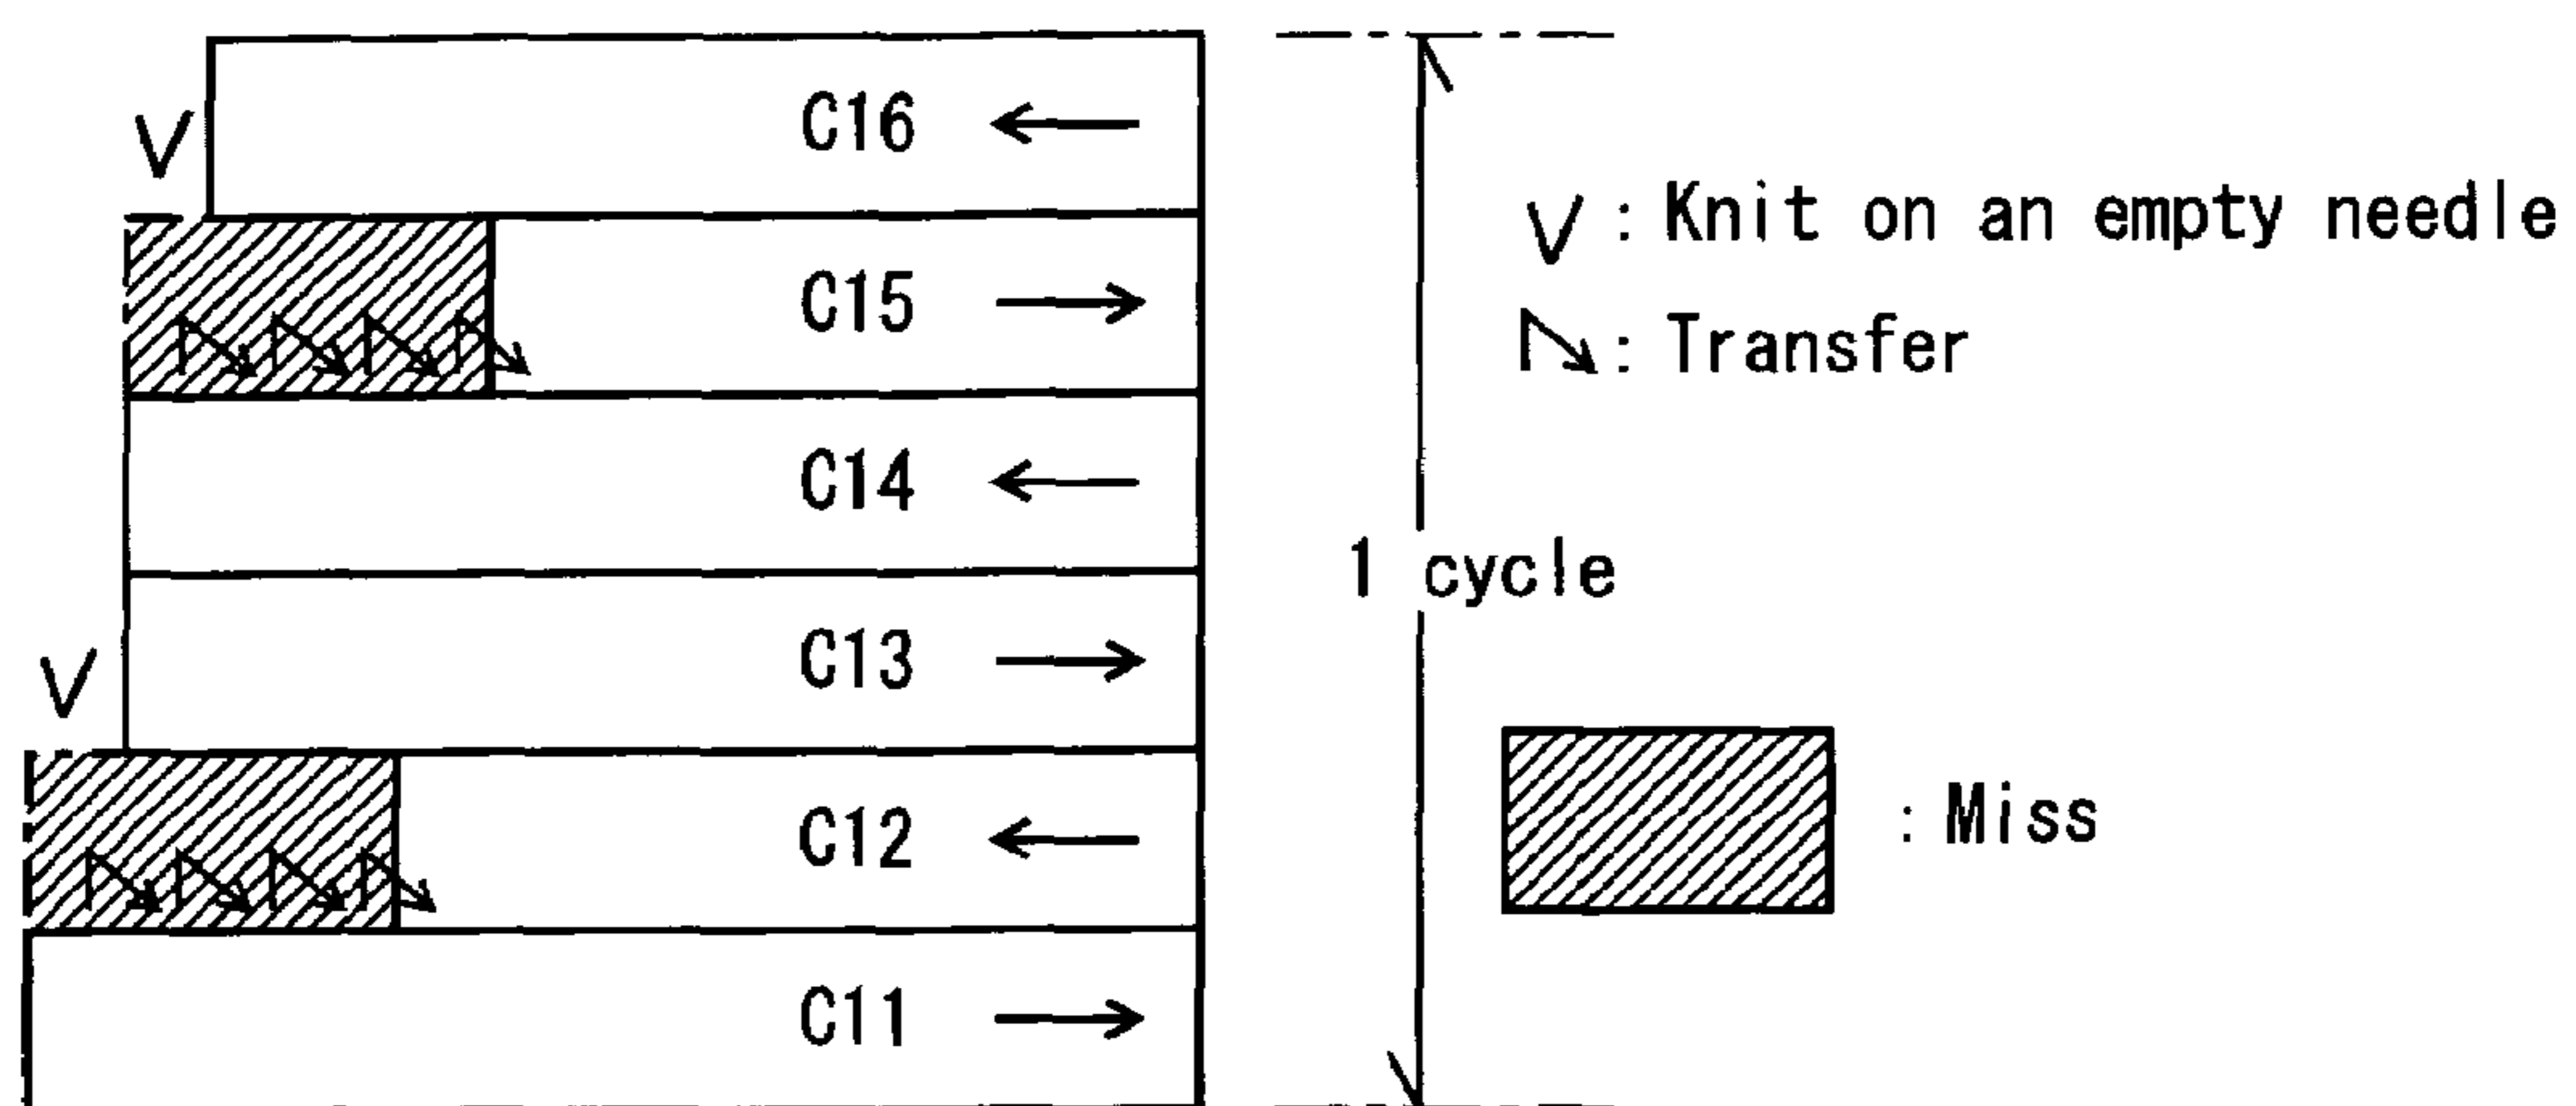 C16 ←
V
V : Knit on an empty needle
C15 →
: Transfer
C14 ←
1 cycle
C13 →
V
C12 ←
: Miss
C11 →